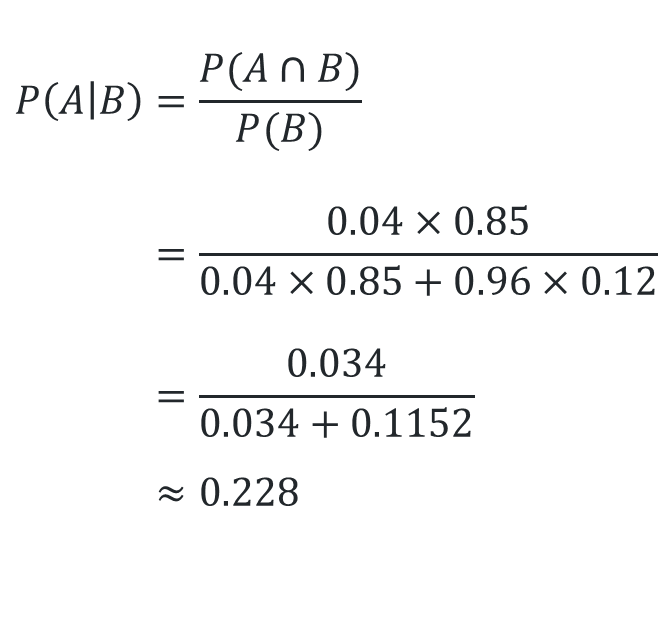 P(A|B) = P(A ∩ B) / P(B)
= 0.04 × 0.85 / 0.04 × 0.85 + 0.96 × 0.12
= 0.034 / 0.034 + 0.1152
≈ 0.228